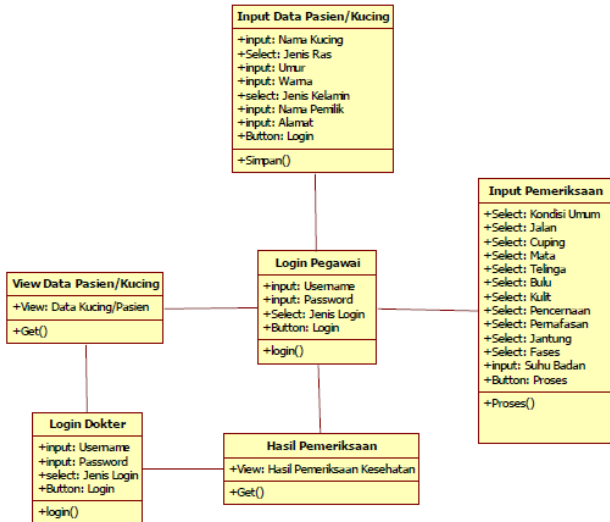 Input Data Pasien/Kucing
+input: Nama Kucing
+Select: Jenis Ras
+input: Umur
+input: Warna
+select: Jenis Kelamin
+input: Nama Pemilik
+input: Alamat
+Button: Login
+Simpan()
Input Pemeriksaan
+Select: Kondisi Umum
+Select: Jalan
+Select: Cuping
+Select: Mata
+Select: Telinga
+Select: Bulu
+Select: Kulit
+Select: Pencernaan
+Select: Pernafasan
+Select: Jantung
+Select: Fases
+input: Suhu Badan
+Button: Proses
+Proses()
Login Pegawai
+input: Username
+input: Password
+Select: Jenis Login
+Button: Login
+login()
View Data Pasien/Kucing
+View: Data Kucing/Pasien
+Get()
Login Dokter
+input: Username
+input: Password
+select: Jenis Login
+Button: Login
+login()
Hasil Pemeriksaan
+View: Hasil Pemeriksaan Kesehatan
+Get()